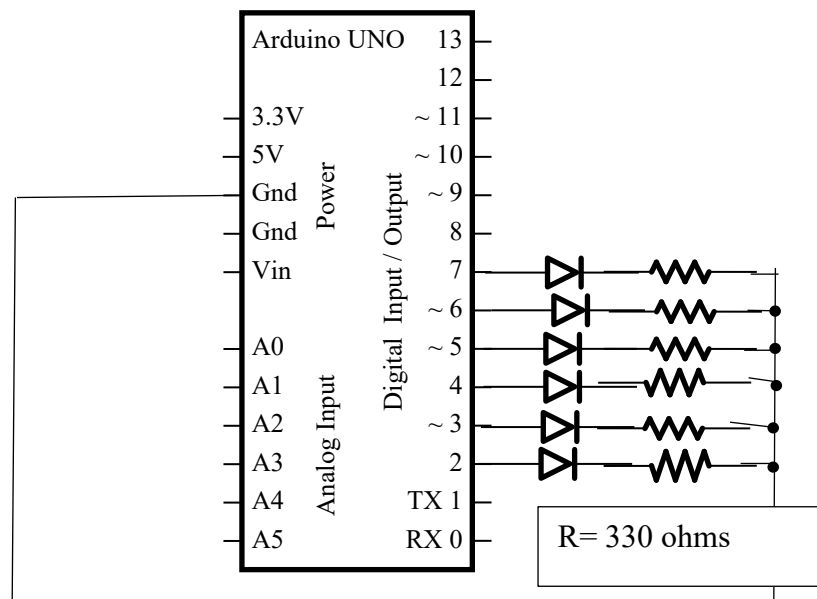 Arduino UNO 13
12
3.3V ~ 11
5V ~ 10
Gnd ~ 9
Gnd 8
Vin 7
~ 6
A0 ~ 5
A1 4
A2 ~ 3
A3 2
A4 TX 1
A5 RX 0
Power
Analog Input
Digital Input / Output
R= 330 ohms